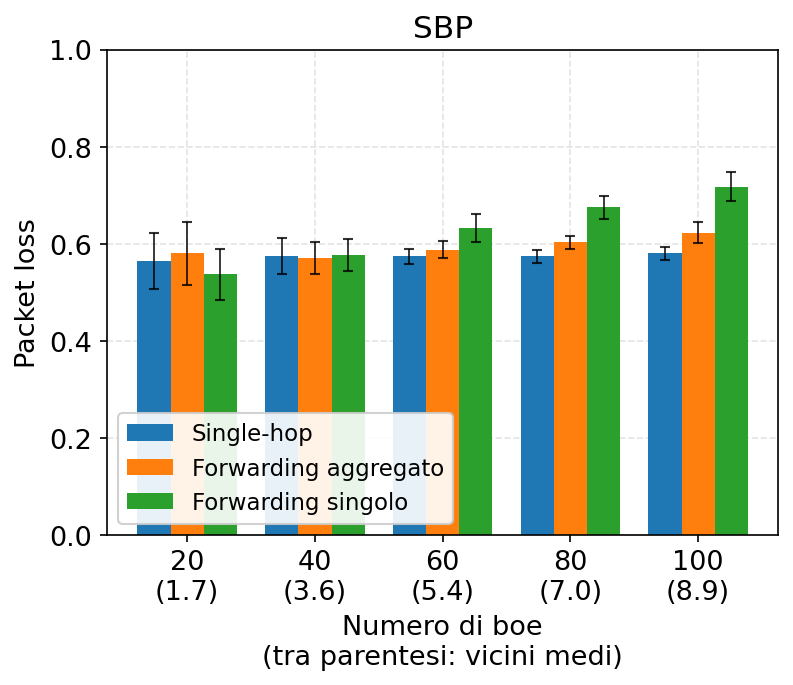 SBP
Packet loss
1.0
0.8
0.6
0.4
0.2
0.0
Single-hop
Forwarding aggregato
Forwarding singolo
20 40 60 80 100
(1.7) (3.6) (5.4) (7.0) (8.9)
Numero di boe
(tra parentesi: vicini medi)